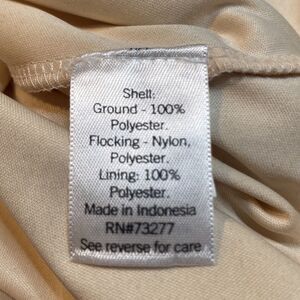 Shell:
Ground - 100%
Polyester.
Flocking - Nylon,
Polyester.
Lining: 100%
Polyester.
Made in Indonesia
RN#73277
See reverse for care